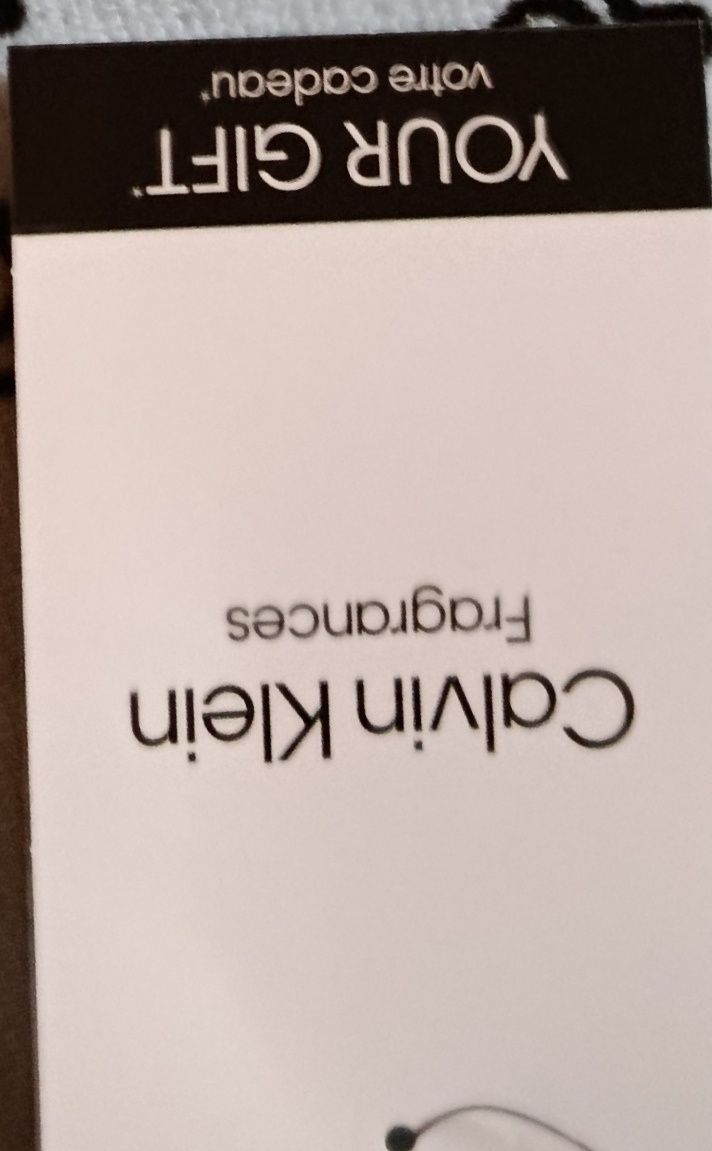 Calvin Klein
Fragrances
YOUR GIFT*
votre cadeau*